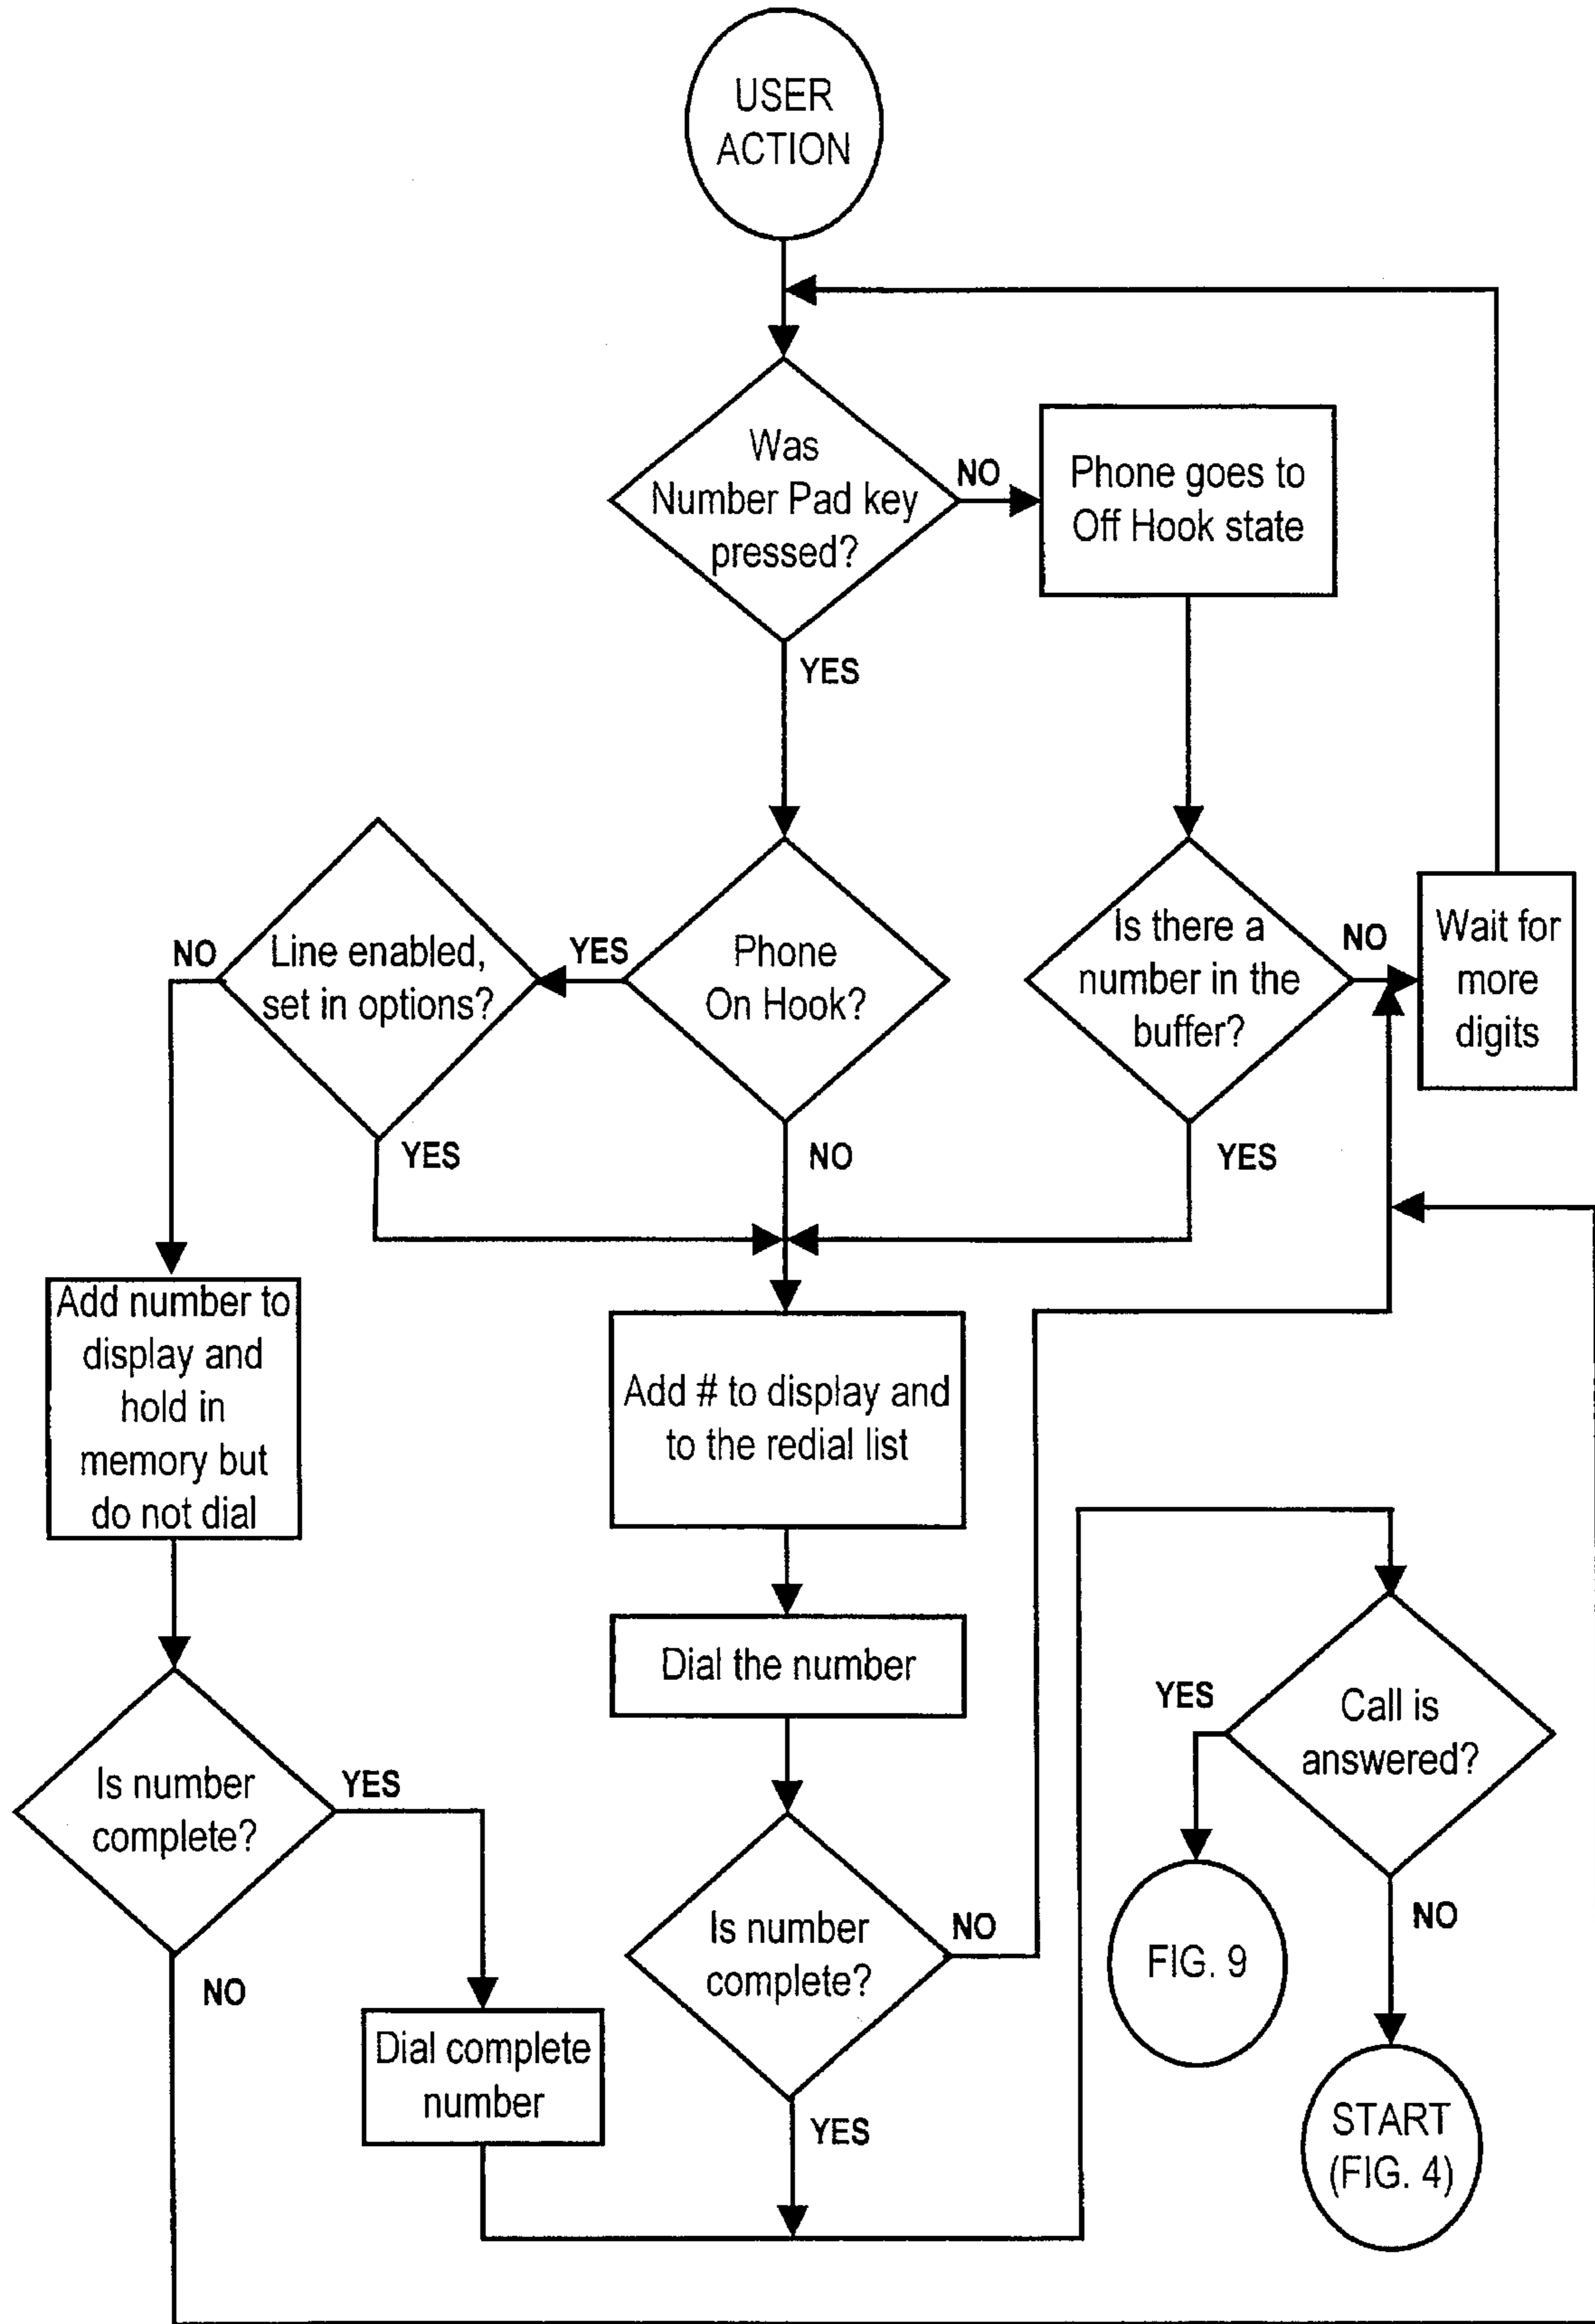 USER
ACTION
Was
Number Pad key
pressed?
NO
Phone goes to
Off Hook state
YES
NO
Line enabled,
set in options?
YES
Phone
On Hook?
Is there a
number in the
buffer?
NO
Wait for
more
digits
YES
NO
YES
Add number to
display and
hold in
memory but
do not dial
Add # to display and
to the redial list
Dial the number
YES
Call is
answered?
Is number
complete?
YES
Is number
complete?
NO
FIG. 9
NO
NO
Dial complete
number
YES
START
(FIG. 4)